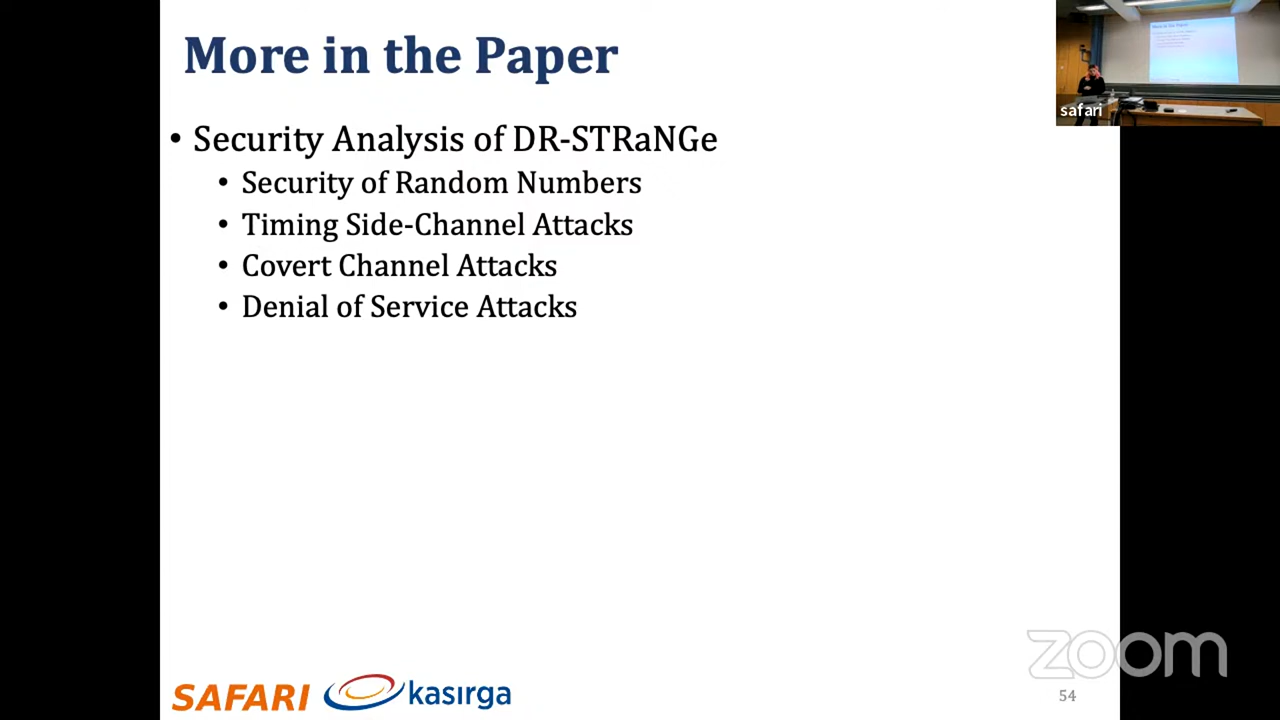 More in the Paper
• Security Analysis of DR-STRaNGe
• Security of Random Numbers
• Timing Side-Channel Attacks
• Covert Channel Attacks
• Denial of Service Attacks
safari
zoom
SAFARI kasırga
54